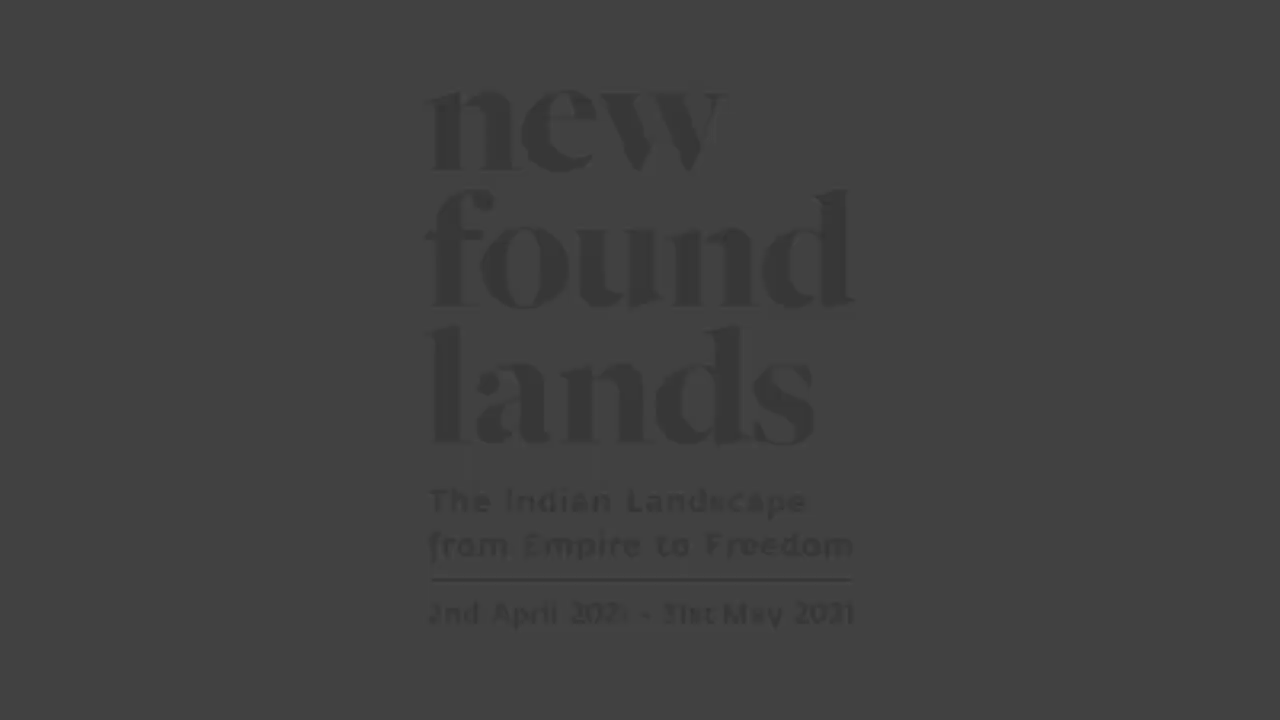 new
found
lands
The Indian Landscape
from Empire to Freedom
2nd April 2021 - 31st May 2021